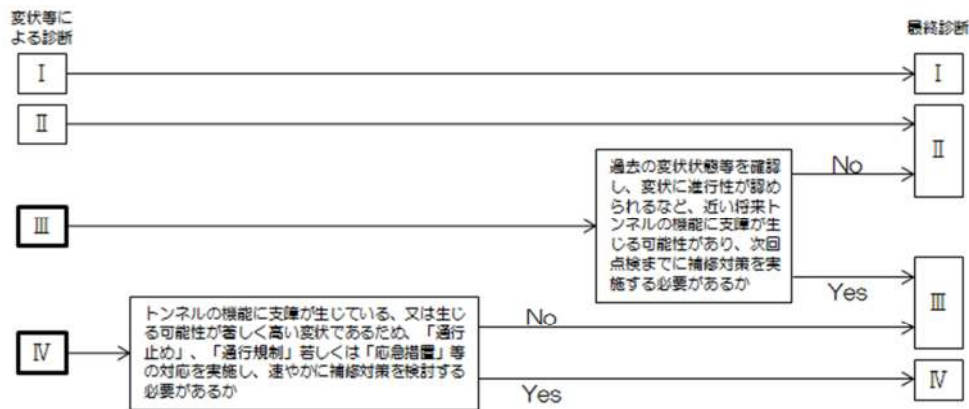 変状等に
よる診断
最終診断
Ⅰ
Ⅰ
Ⅱ
Ⅱ
過去の変状状態等を確認
し、変状に進行性が認め
られるなど、近い将来ト
ンネルの機能に支障が生
じる可能性があり、次回
点検までに補修対策を実
施する必要があるか
No
Yes
Ⅲ
Ⅲ
トンネルの機能に支障が生じている、又は生じ
る可能性が著しく高い変状であるため、「通行
止め」、「通行規制」若しくは「応急措置」等
の対応を実施し、速やかに補修対策を検討する
必要があるか
No
Yes
Ⅳ
Ⅳ